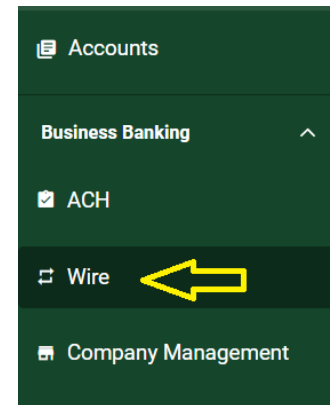 Accounts
Business Banking
ACH
Wire
Company Management